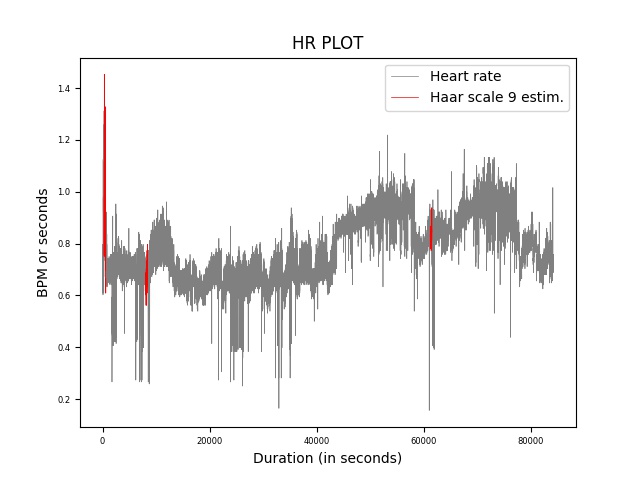 HR PLOT
Heart rate
Haar scale 9 estim.
BPM or seconds
1.4
1.2
1.0
0.8
0.6
0.4
0.2
0
20000
40000
60000
80000
Duration (in seconds)